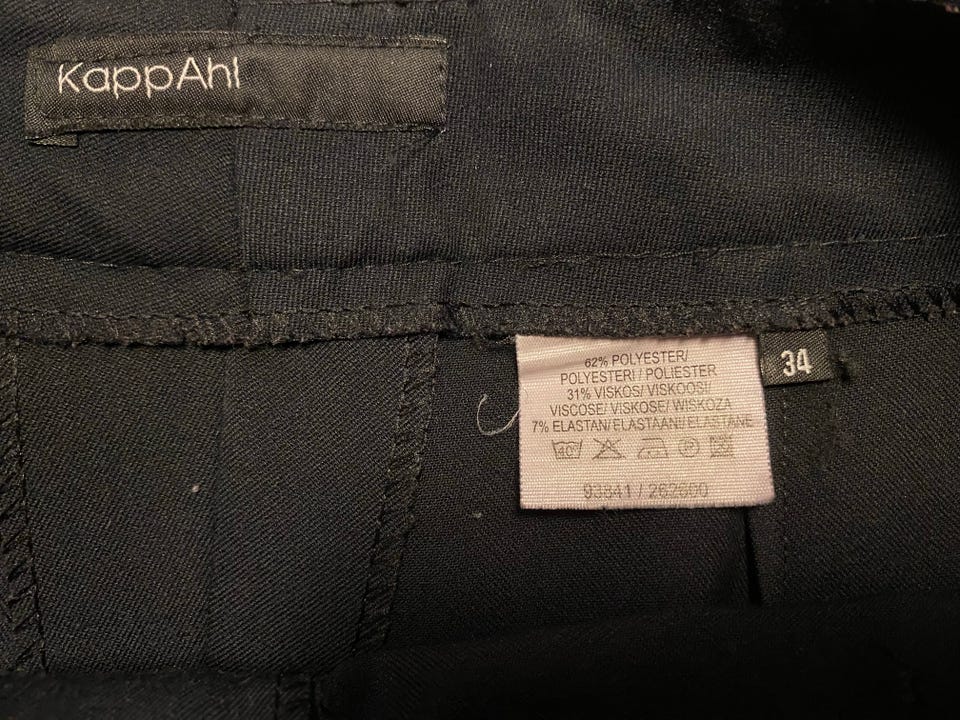 KappAhl
62% POLYESTER/
POLYESTERI / POLIESTER
31% VISKOS/ VISKOOSI/
VISCOSE/ VISKOSE/ WISKOZA
7% ELASTAN/ ELASTAANI/ ELASTANE
40°
P
93841 / 262600
34